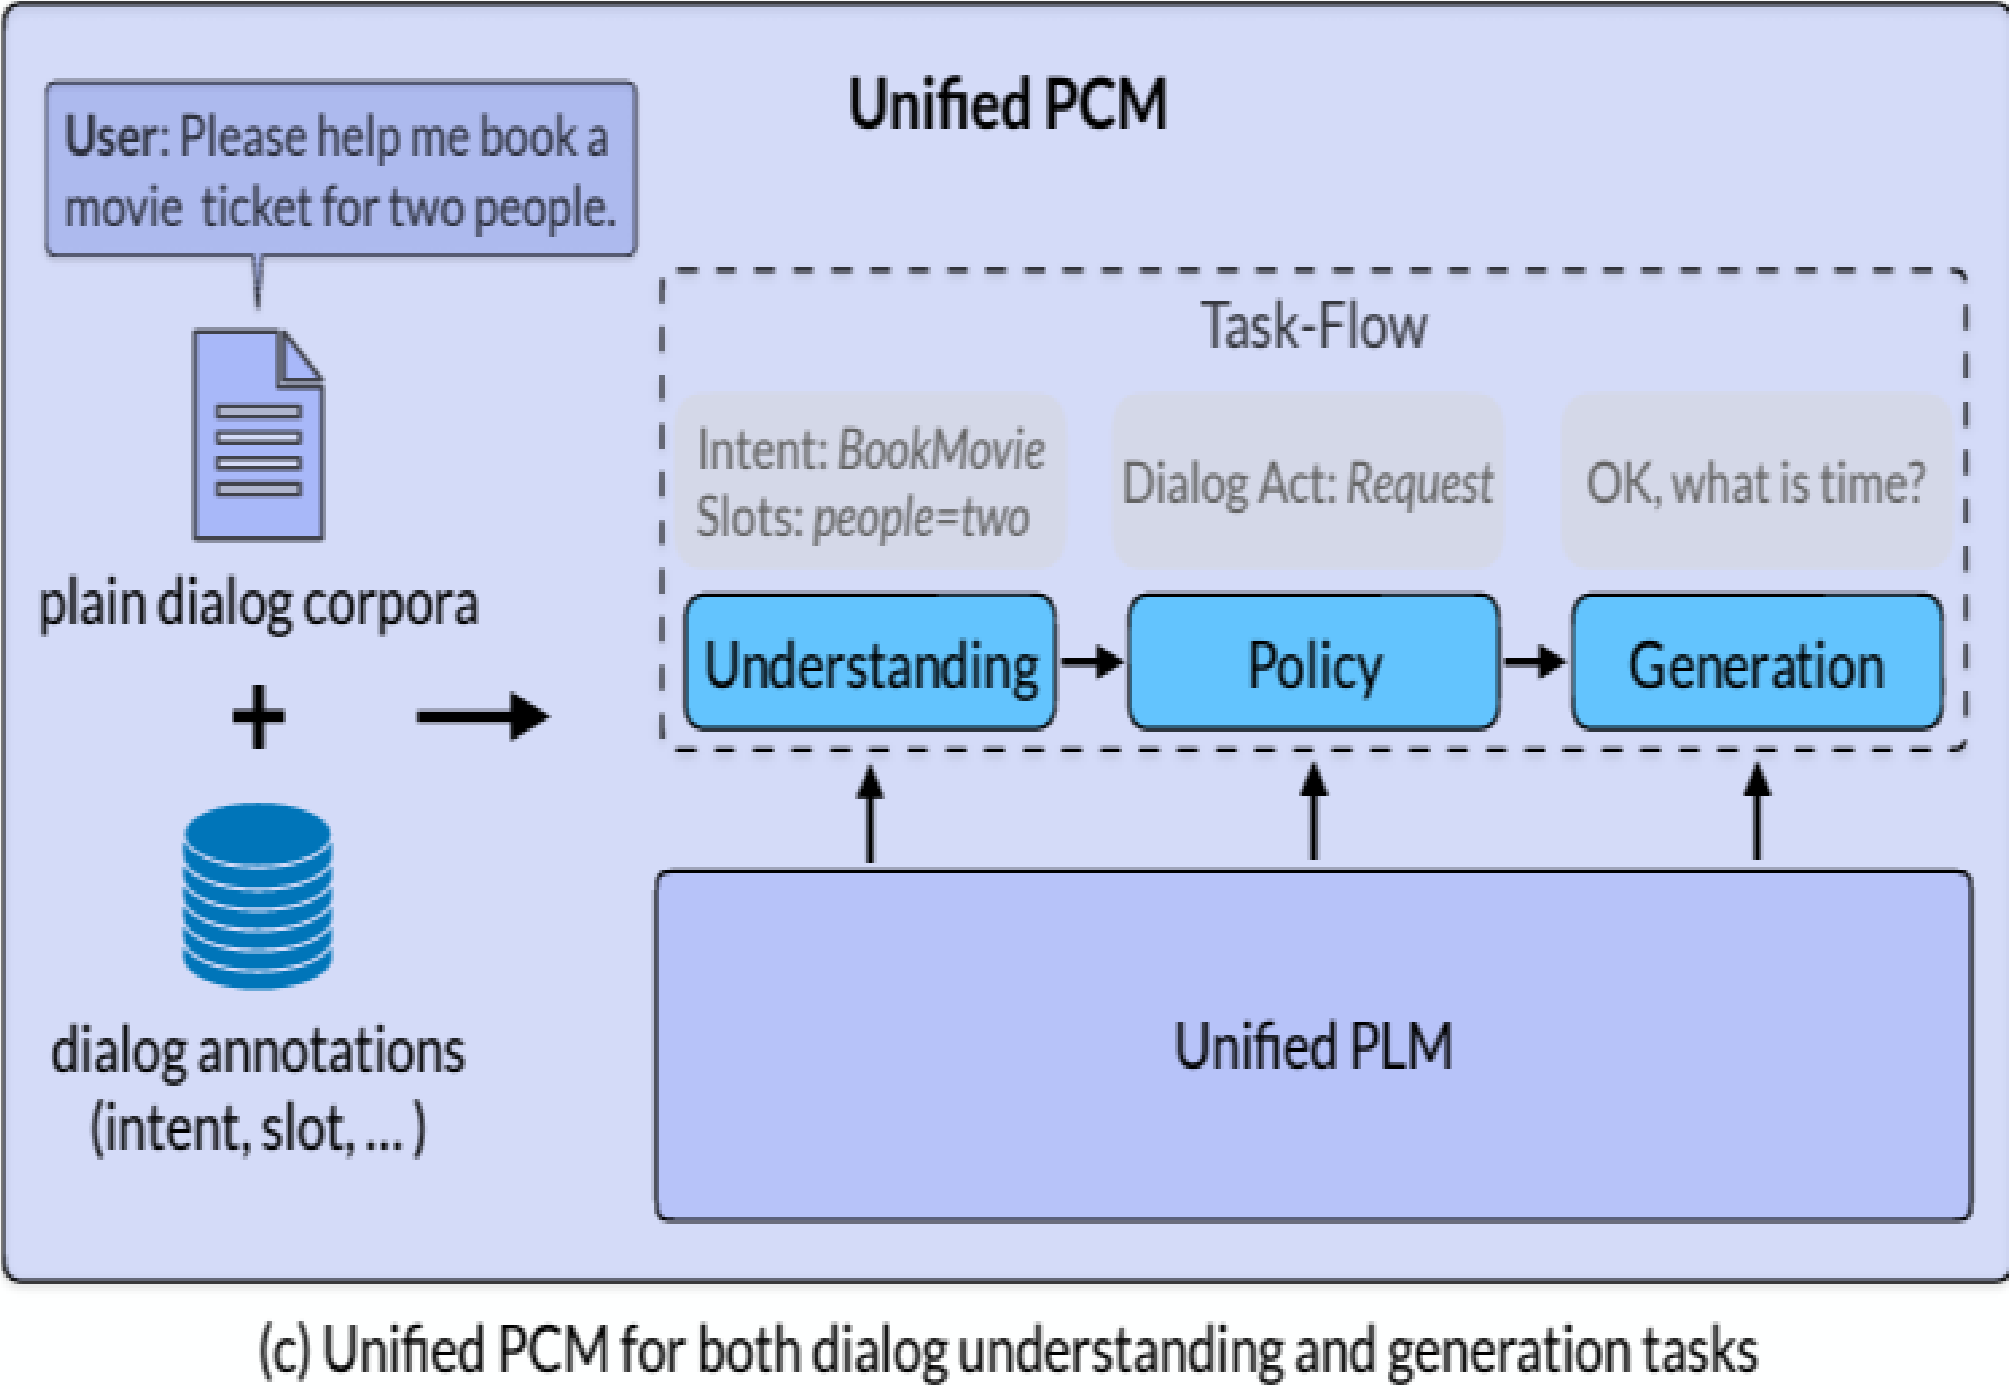 Unified PCM
User: Please help me book a
movie ticket for two people.
plain dialog corpora
+
dialog annotations
(intent, slot, ... )
Task-Flow
Intent: BookMovie
Slots: people=two
Dialog Act: Request
OK, what is time?
Understanding
Policy
Generation
Unified PLM
(c) Unified PCM for both dialog understanding and generation tasks